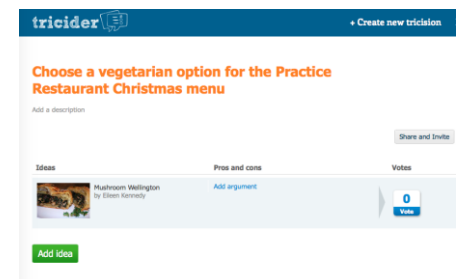 tricider
+ Create new tricision
Choose a vegetarian option for the Practice
Restaurant Christmas menu
Add a description
Share and Invite
Ideas Pros and cons Votes
Mushroom Wellington Add argument
by Eileen Kennedy
0
Vote
Add idea